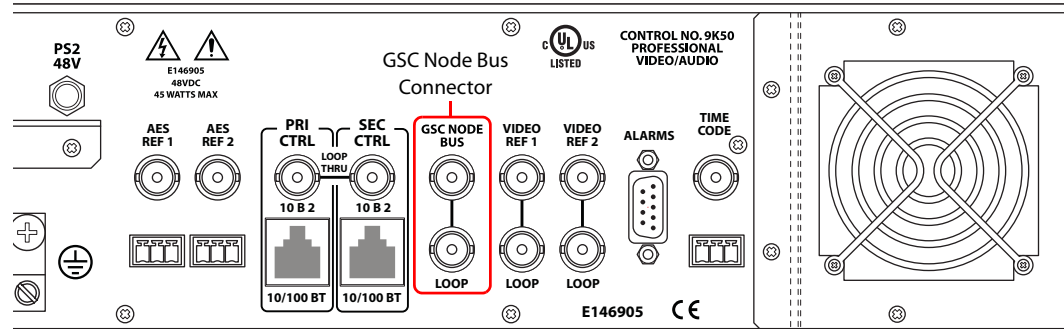 PS2
48V
E146905
48VDC
45 WATTS MAX
GSC Node Bus
Connector
C UL US
LISTED
CONTROL NO. 9K50
PROFESSIONAL
VIDEO/AUDIO
AES
REF 1
AES
REF 2
PRI
CTRL
LOOP
THRU
SEC
CTRL
GSC NODE
BUS
VIDEO
REF 1
VIDEO
REF 2
ALARMS
TIME
CODE
10 B 2
10 B 2
10/100 BT
10/100 BT
LOOP
LOOP
LOOP
E146905
CE